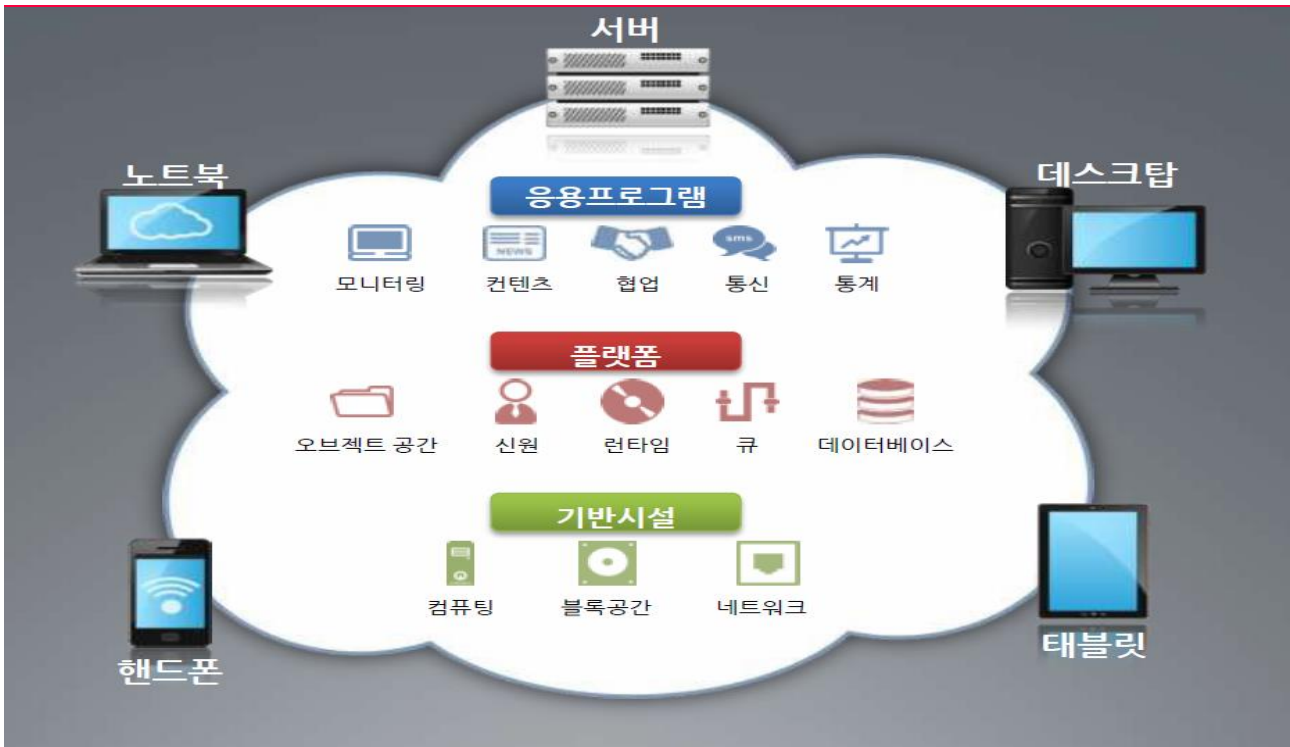 서버
노트북
데스크탑
응용프로그램
NEWS
sms
모니터링 컨텐츠 협업 통신 통계
플랫폼
오브젝트 공간 신원 런타임 큐 데이터베이스
기반시설
컴퓨팅 블록공간 네트워크
핸드폰
태블릿